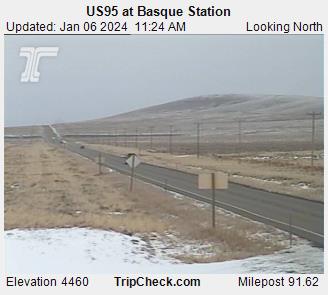 US95 at Basque Station
Updated: Jan 06 2024 11:24 AM Looking North
Elevation 4460 TripCheck.com Milepost 91.62